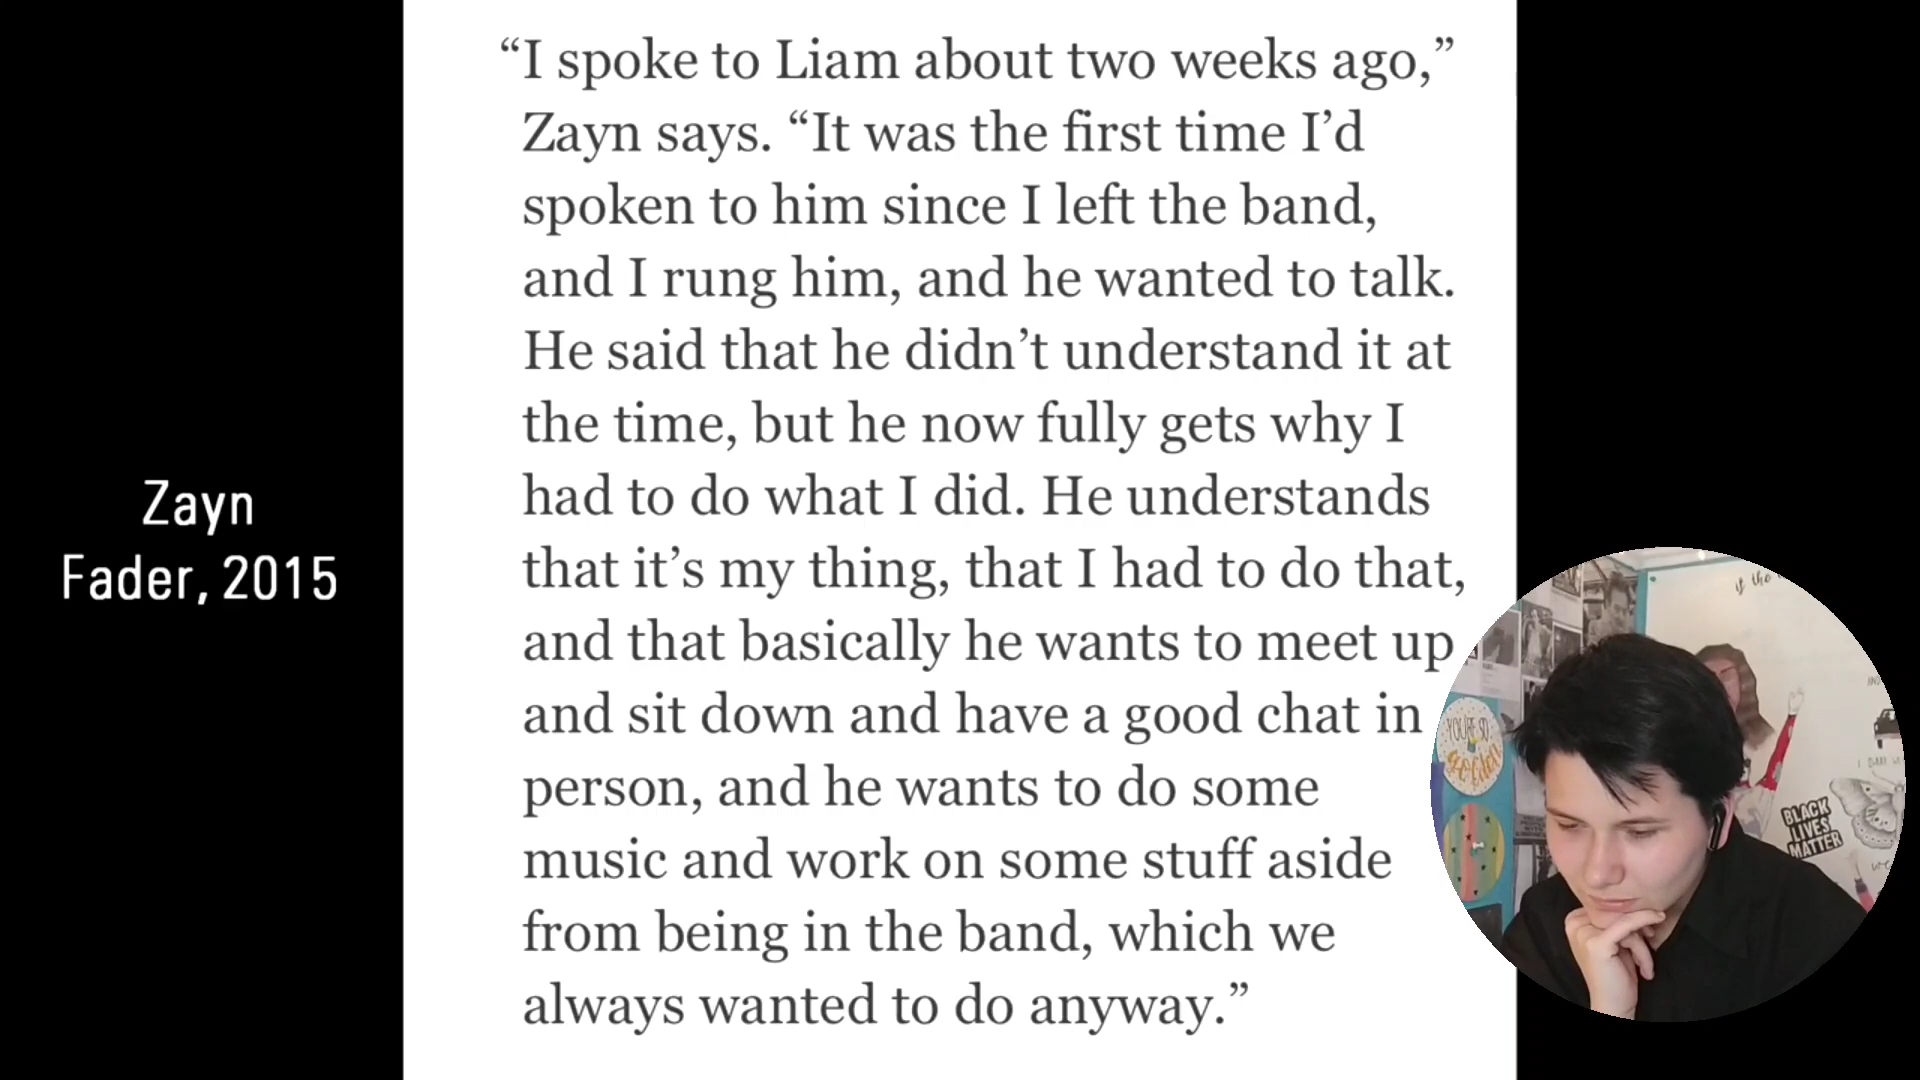 “I spoke to Liam about two weeks ago,”
Zayn says. “It was the first time I’d
spoken to him since I left the band,
and I rung him, and he wanted to talk.
He said that he didn’t understand it at
the time, but he now fully gets why I
had to do what I did. He understands
that it’s my thing, that I had to do that,
and that basically he wants to meet up
and sit down and have a good chat in
person, and he wants to do some
music and work on some stuff aside
from being in the band, which we
always wanted to do anyway.”
Zayn
Fader, 2015
YOU'RE SO
golden
BLACK
LIVES
MATTER